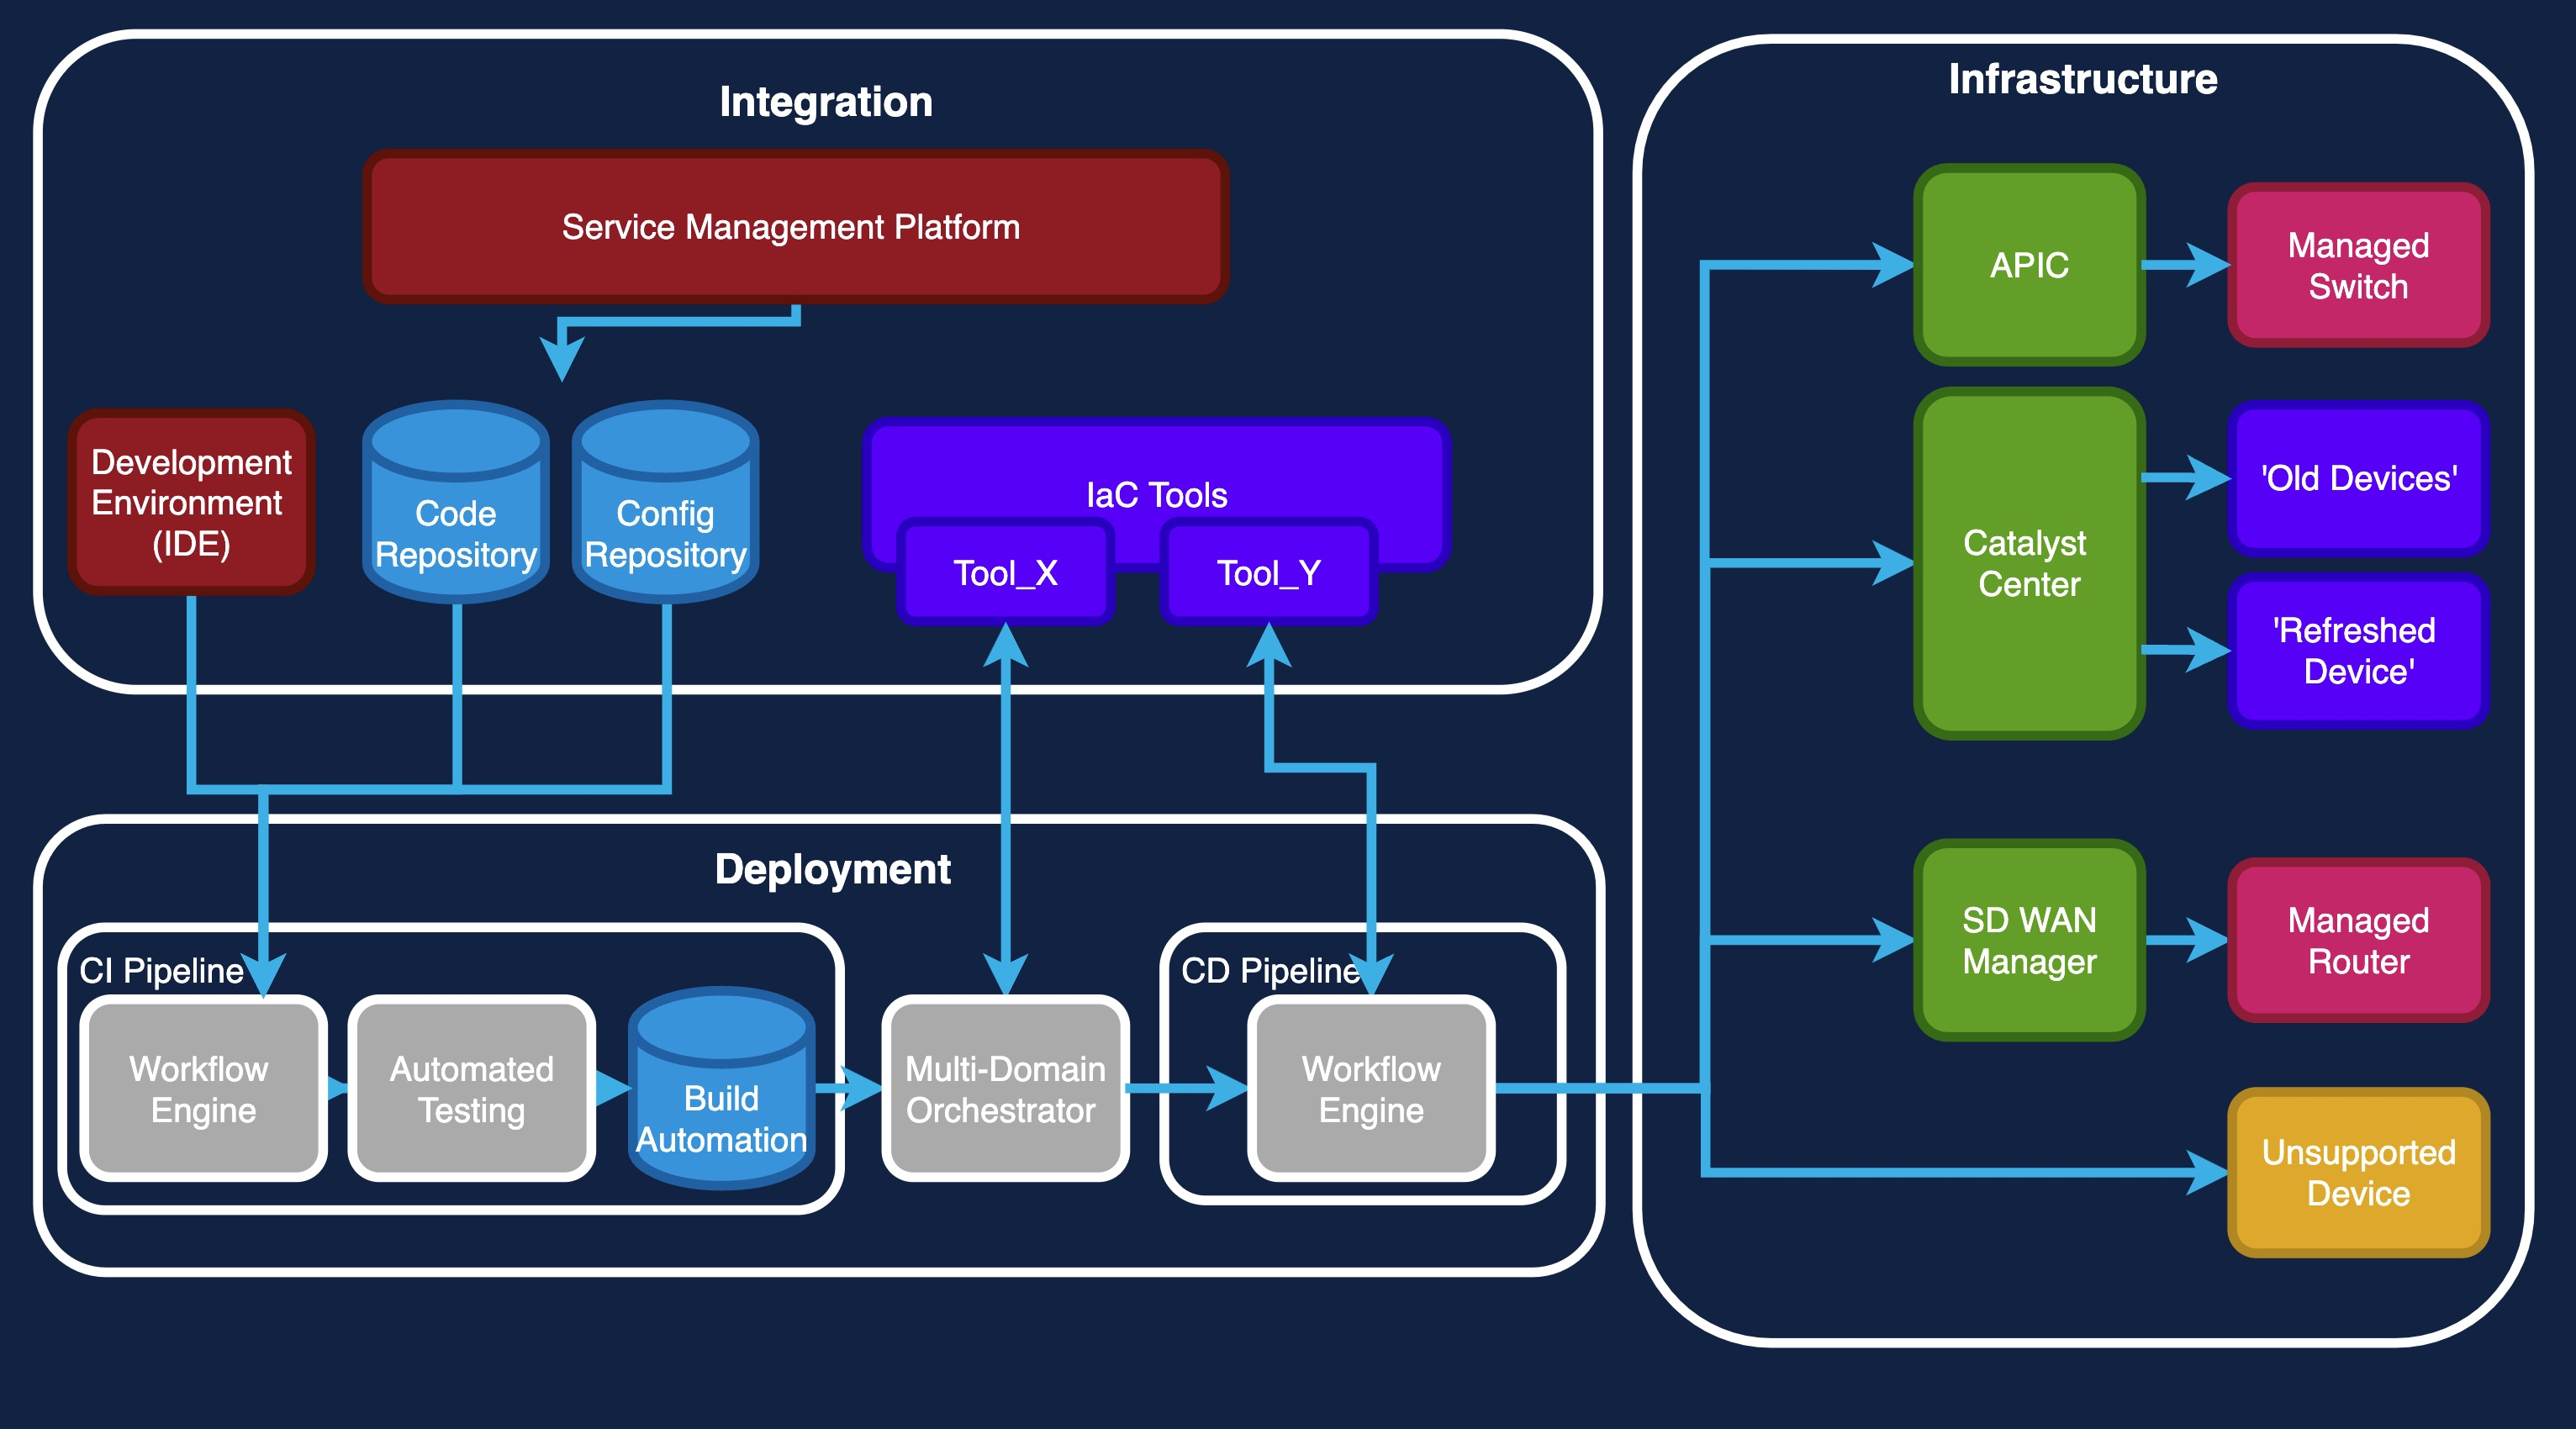 Integration
Service Management Platform
Development
Environment
(IDE)
Code
Repository
Config
Repository
IaC Tools
Tool_X
Tool_Y
Deployment
CI Pipeline
Workflow
Engine
Automated
Testing
Build
Automation
Multi-Domain
Orchestrator
CD Pipeline
Workflow
Engine
Infrastructure
APIC
Managed
Switch
Catalyst
Center
'Old Devices'
'Refreshed
Device'
SD WAN
Manager
Managed
Router
Unsupported
Device